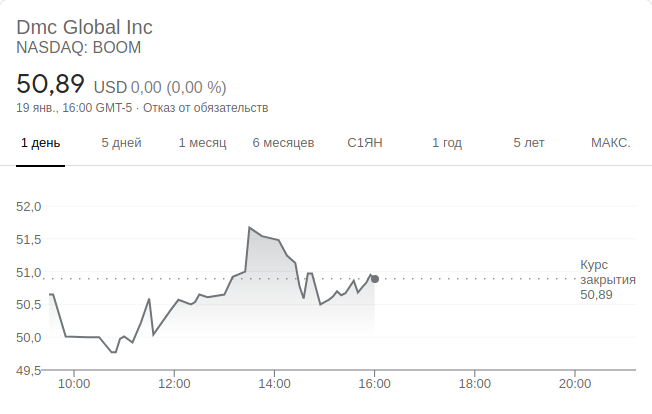 Dmc Global Inc
NASDAQ: BOOM
50,89 USD 0,00 (0,00 %)
19 янв., 16:00 GMT-5 · Отказ от обязательств
1 день 5 дней 1 месяц 6 месяцев С1ЯН 1 год 5 лет МАКС.
52,0
51,5
51,0
50,5
50,0
49,5
Курс
закрытия
50,89
10:00 12:00 14:00 16:00 18:00 20:00